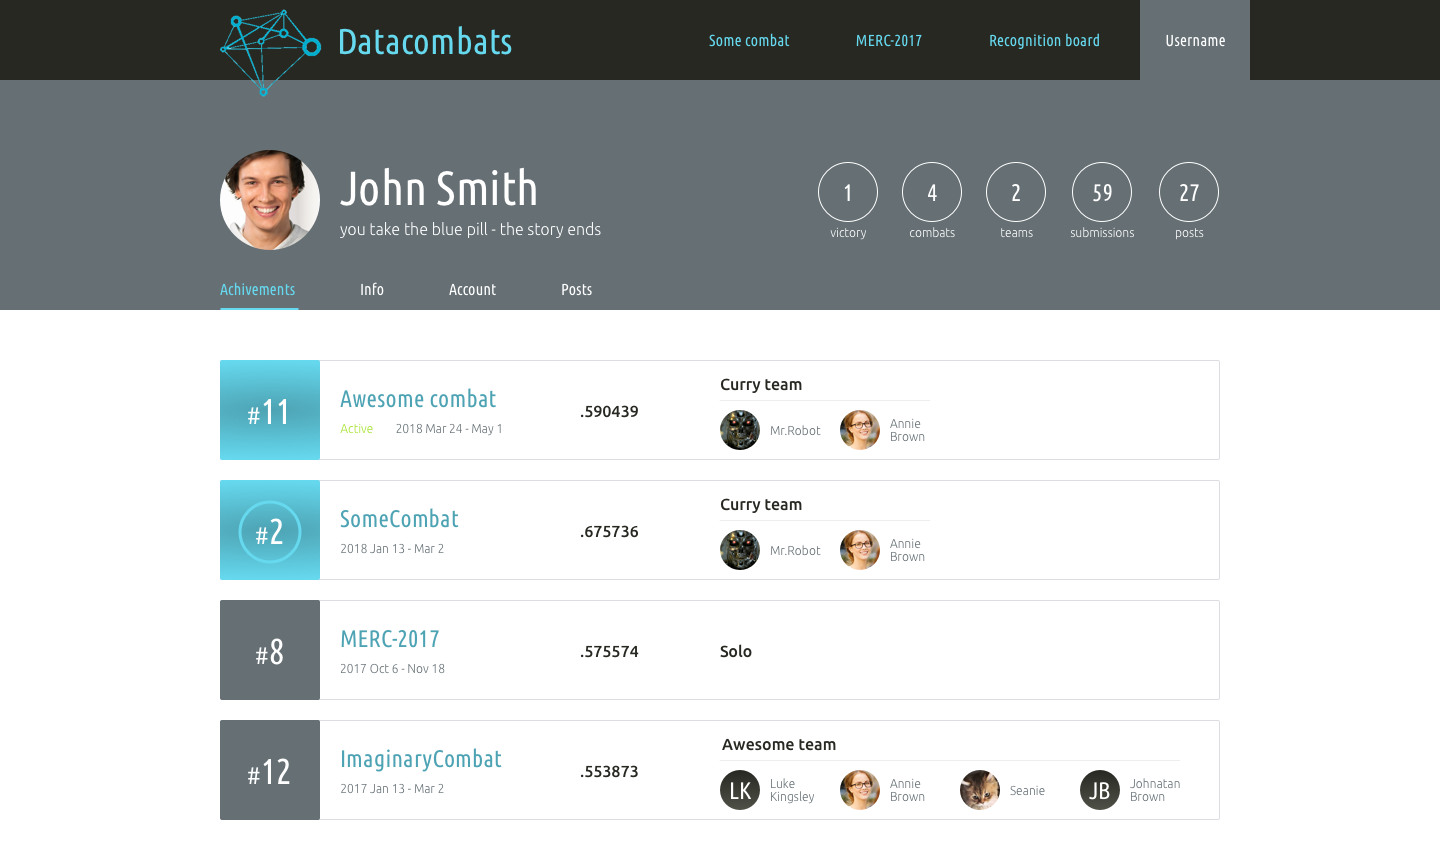 Datacombats
Some combat
MERC-2017
Recognition board
Username
John Smith
you take the blue pill - the story ends
1
victory
4
combats
2
teams
59
submissions
27
posts
Achivements
Info
Account
Posts
#11
Awesome combat
Active
2018 Mar 24 - May 1
.590439
Curry team
Mr.Robot
Annie
Brown
#2
SomeCombat
2018 Jan 13 - Mar 2
.675736
Curry team
Mr.Robot
Annie
Brown
#8
MERC-2017
2017 Oct 6 - Nov 18
.575574
Solo
#12
ImaginaryCombat
2017 Jan 13 - Mar 2
.553873
Awesome team
LK
Luke
Kingsley
Annie
Brown
Seanie
JB
Johnatan
Brown